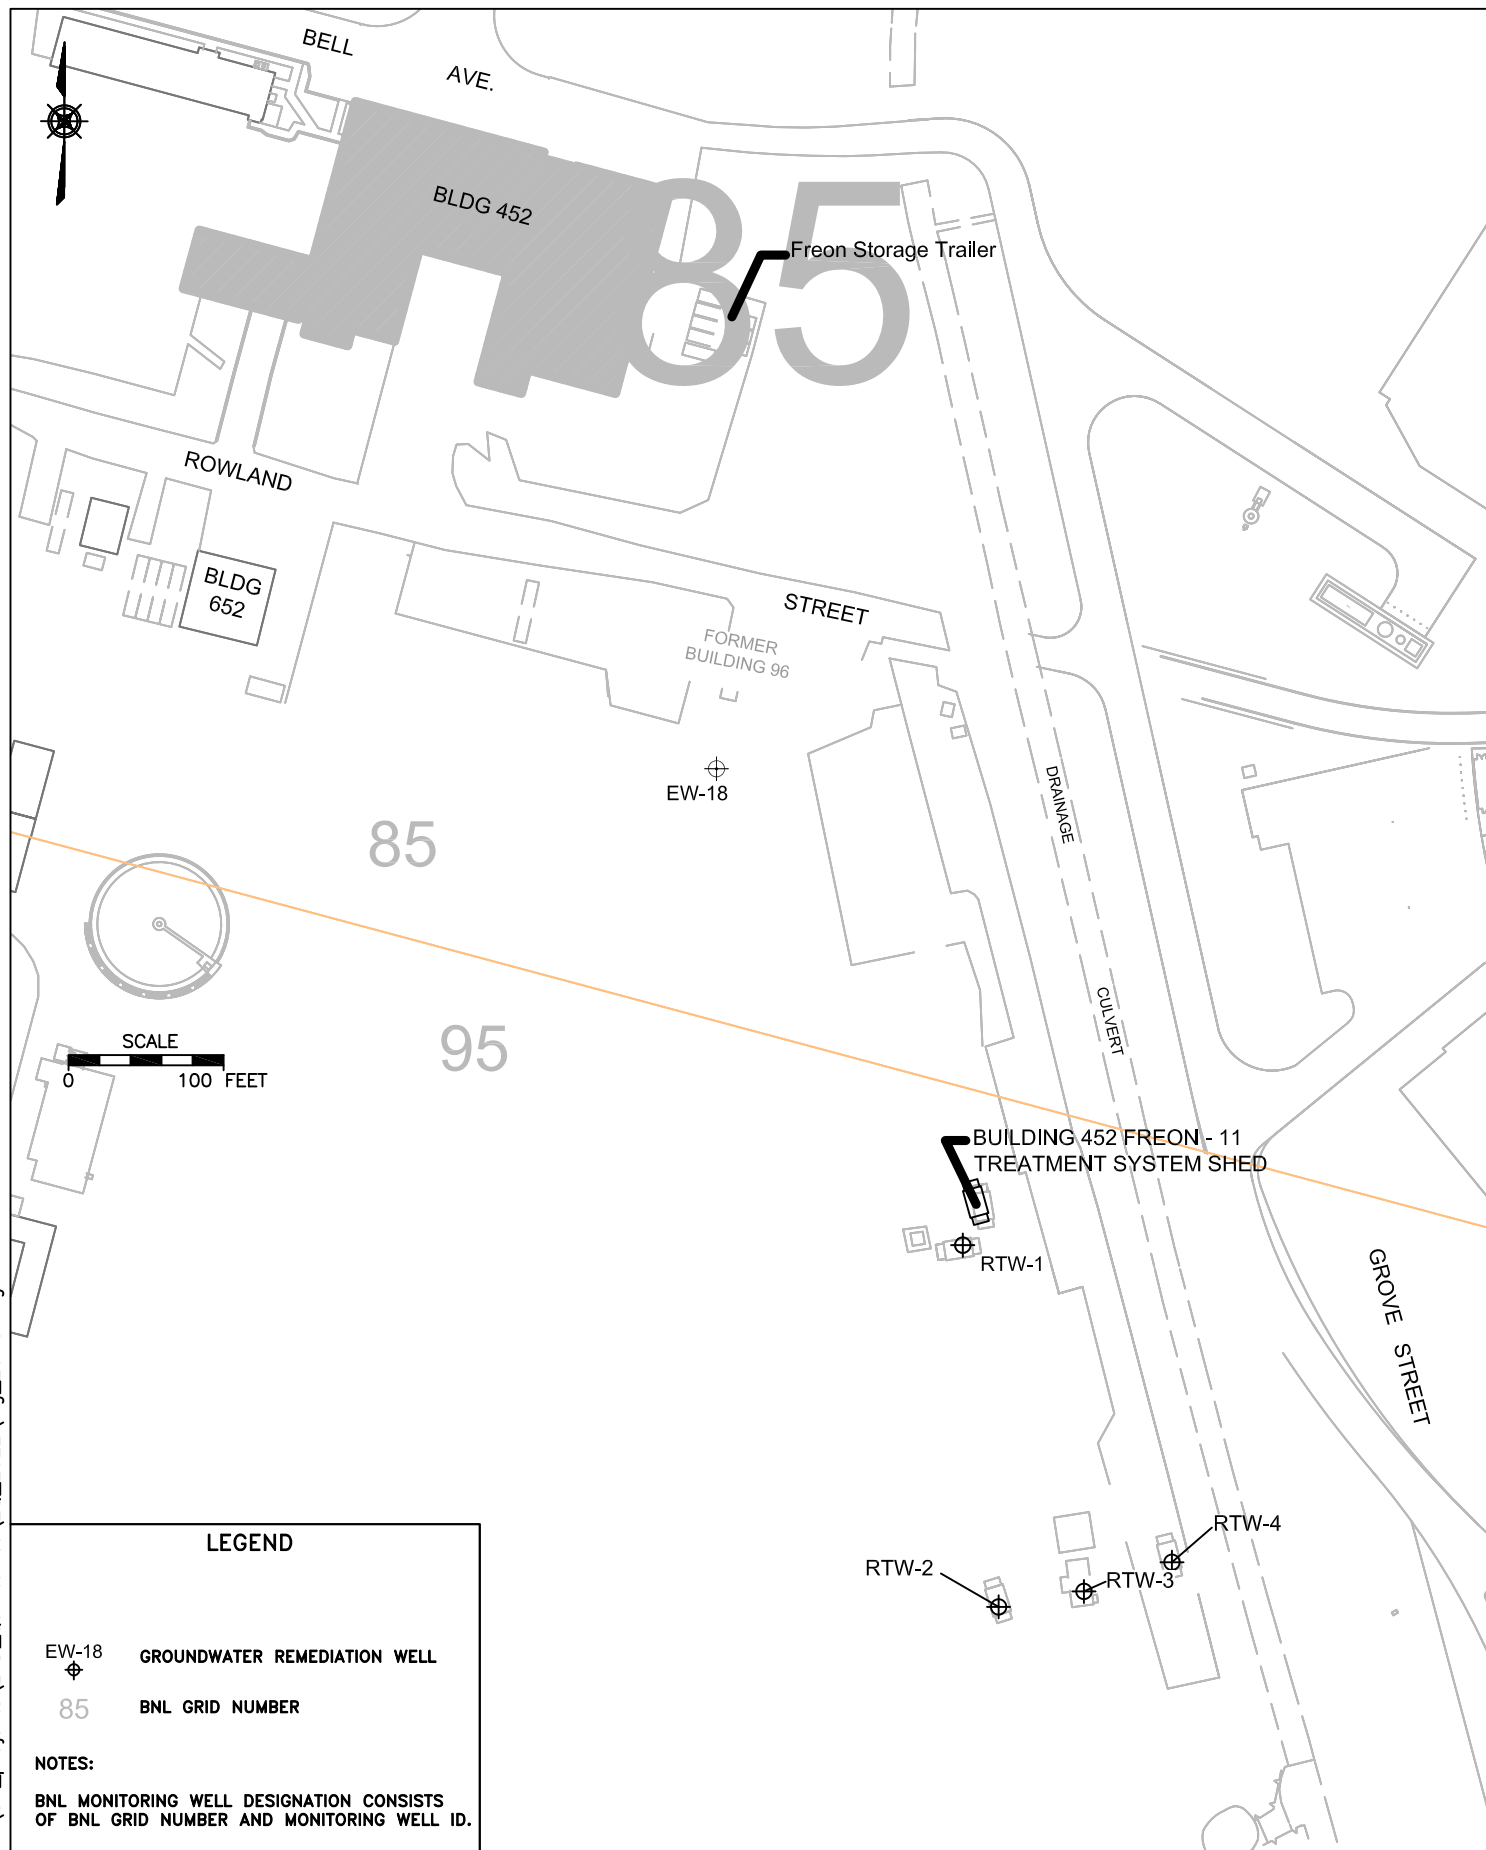 BELL
AVE.
BLDG 452
85
Freon Storage Trailer
ROWLAND
BLDG
652
STREET
FORMER
BUILDING 96
EW-18
DRAINAGE
85
CULVERT
95
SCALE
0 100 FEET
BUILDING 452 FREON - 11
TREATMENT SYSTEM SHED
RTW-1
GROVE STREET
RTW-4
RTW-2
RTW-3
LEGEND
EW-18
GROUNDWATER REMEDIATION WELL
85
BNL GRID NUMBER
NOTES:
BNL MONITORING WELL DESIGNATION CONSISTS
OF BNL GRID NUMBER AND MONITORING WELL ID.